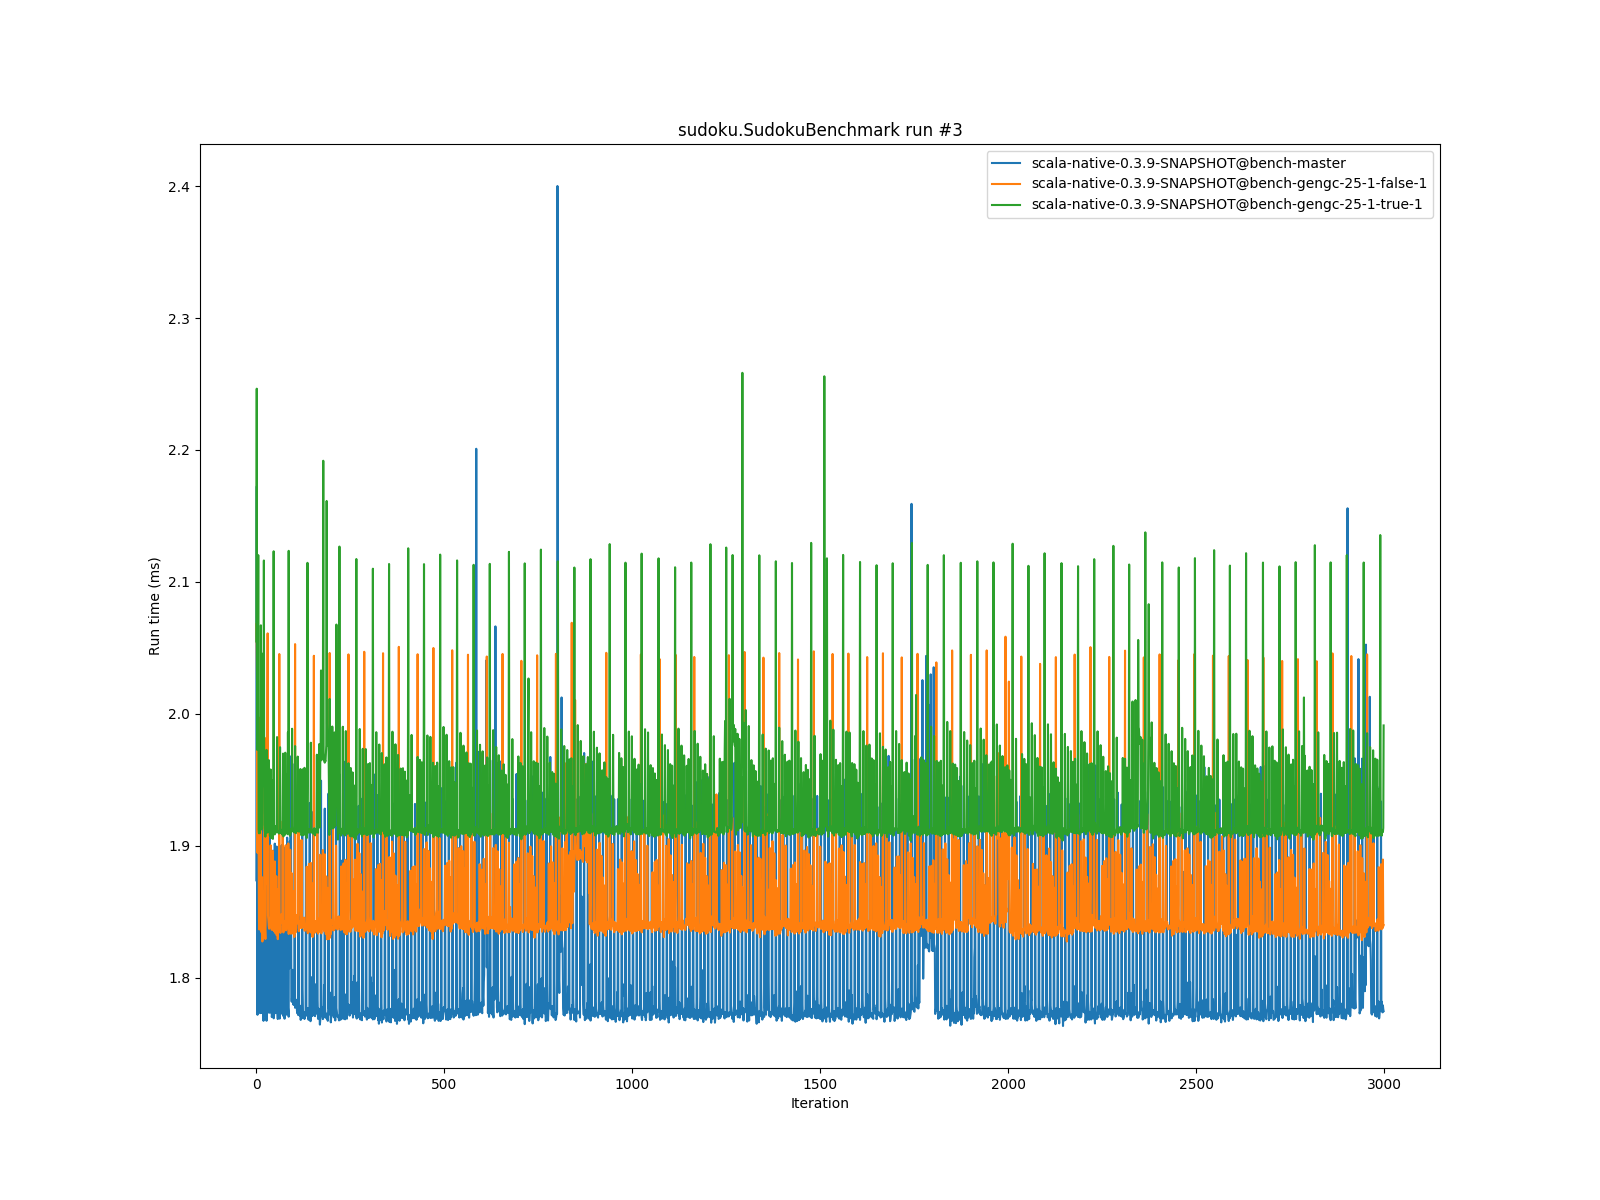 sudoku.SudokuBenchmark run #3
scala-native-0.3.9-SNAPSHOT@bench-master
scala-native-0.3.9-SNAPSHOT@bench-gengc-25-1-false-1
scala-native-0.3.9-SNAPSHOT@bench-gengc-25-1-true-1
Run time (ms)
2.4
2.3
2.2
2.1
2.0
1.9
1.8
0 500 1000 1500 2000 2500 3000
Iteration